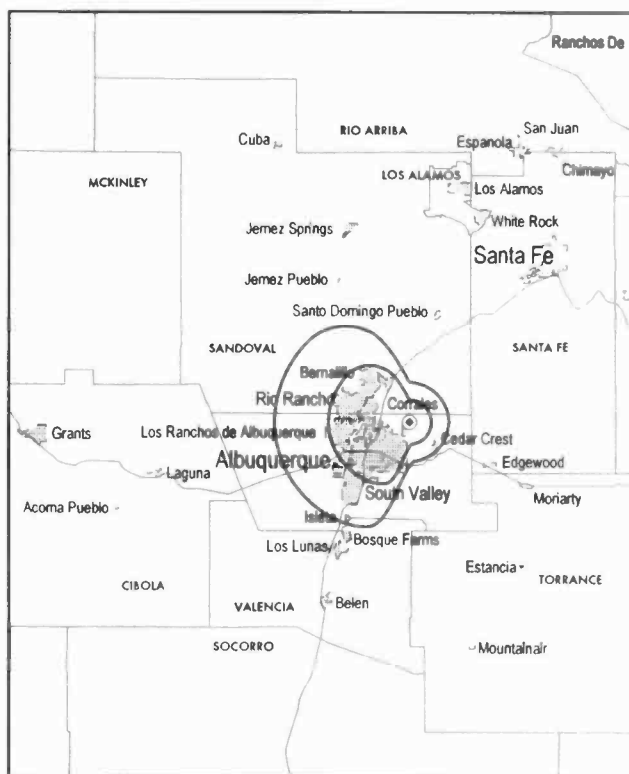 Ranchos De
RIO ARRIBA
San Juan
Cuba
Espanola
Chimayo
LOS ALAMOS
MCKINLEY
Los Alamos
White Rock
Jemez Springs
Santa Fe
Jemez Pueblo
Santo Domingo Pueblo
SANDOVAL
SANTA FE
Bernalillo
Rio Rancho
Corrales
Grants
Los Ranchos de Albuquerque
Cedar Crest
Albuquerque
Edgewood
Laguna
South Valley
Moriarty
Acoma Pueblo
Isleta
Bosque Farms
Los Lunas
Estancia
CIBOLA
TORRANCE
VALENCIA
Belen
SOCORRO
Mountainair